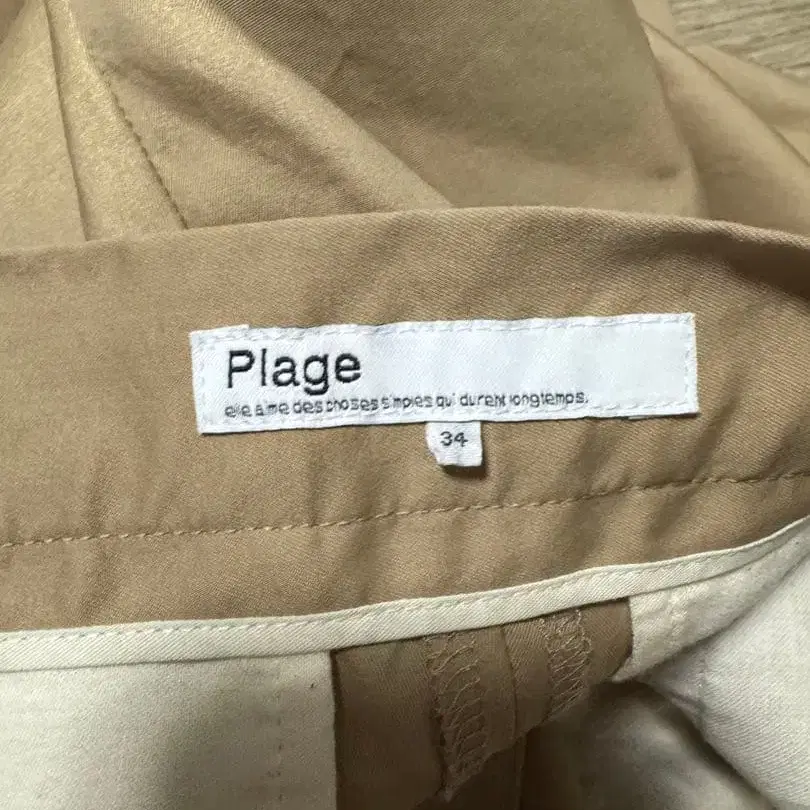 Plage
elle aime des choses simples qui durent longtemps.
34